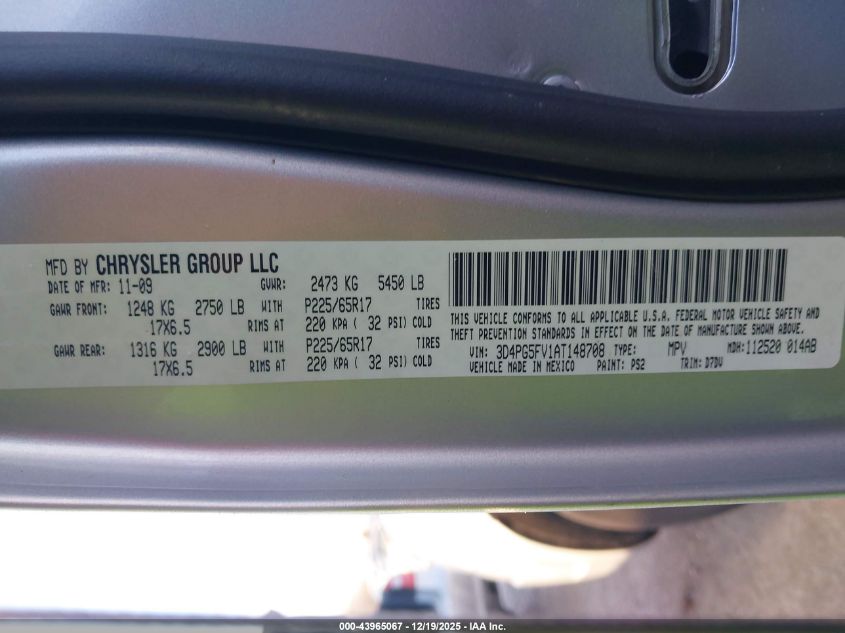 MFD BY CHRYSLER GROUP LLC
DATE OF MFR: 11-09 GVWR: 2473 KG 5450 LB
GAWR FRONT: 1248 KG 2750 LB WITH P225/65R17 TIRES
17X6.5 RIMS AT 220 KPA ( 32 PSI) COLD
GAWR REAR: 1316 KG 2900 LB WITH P225/65R17 TIRES
17X6.5 RIMS AT 220 KPA ( 32 PSI) COLD
THIS VEHICLE CONFORMS TO ALL APPLICABLE U.S.A. FEDERAL MOTOR VEHICLE SAFETY AND
THEFT PREVENTION STANDARDS IN EFFECT ON THE DATE OF MANUFACTURE SHOWN ABOVE.
VIN: 3D4PG5FV1AT148708 TYPE: MPV MDH: 112520 014AB
VEHICLE MADE IN MEXICO PAINT: PS2 TRIM: D7DV
000-43965067 - 12/19/2025 - IAA Inc.